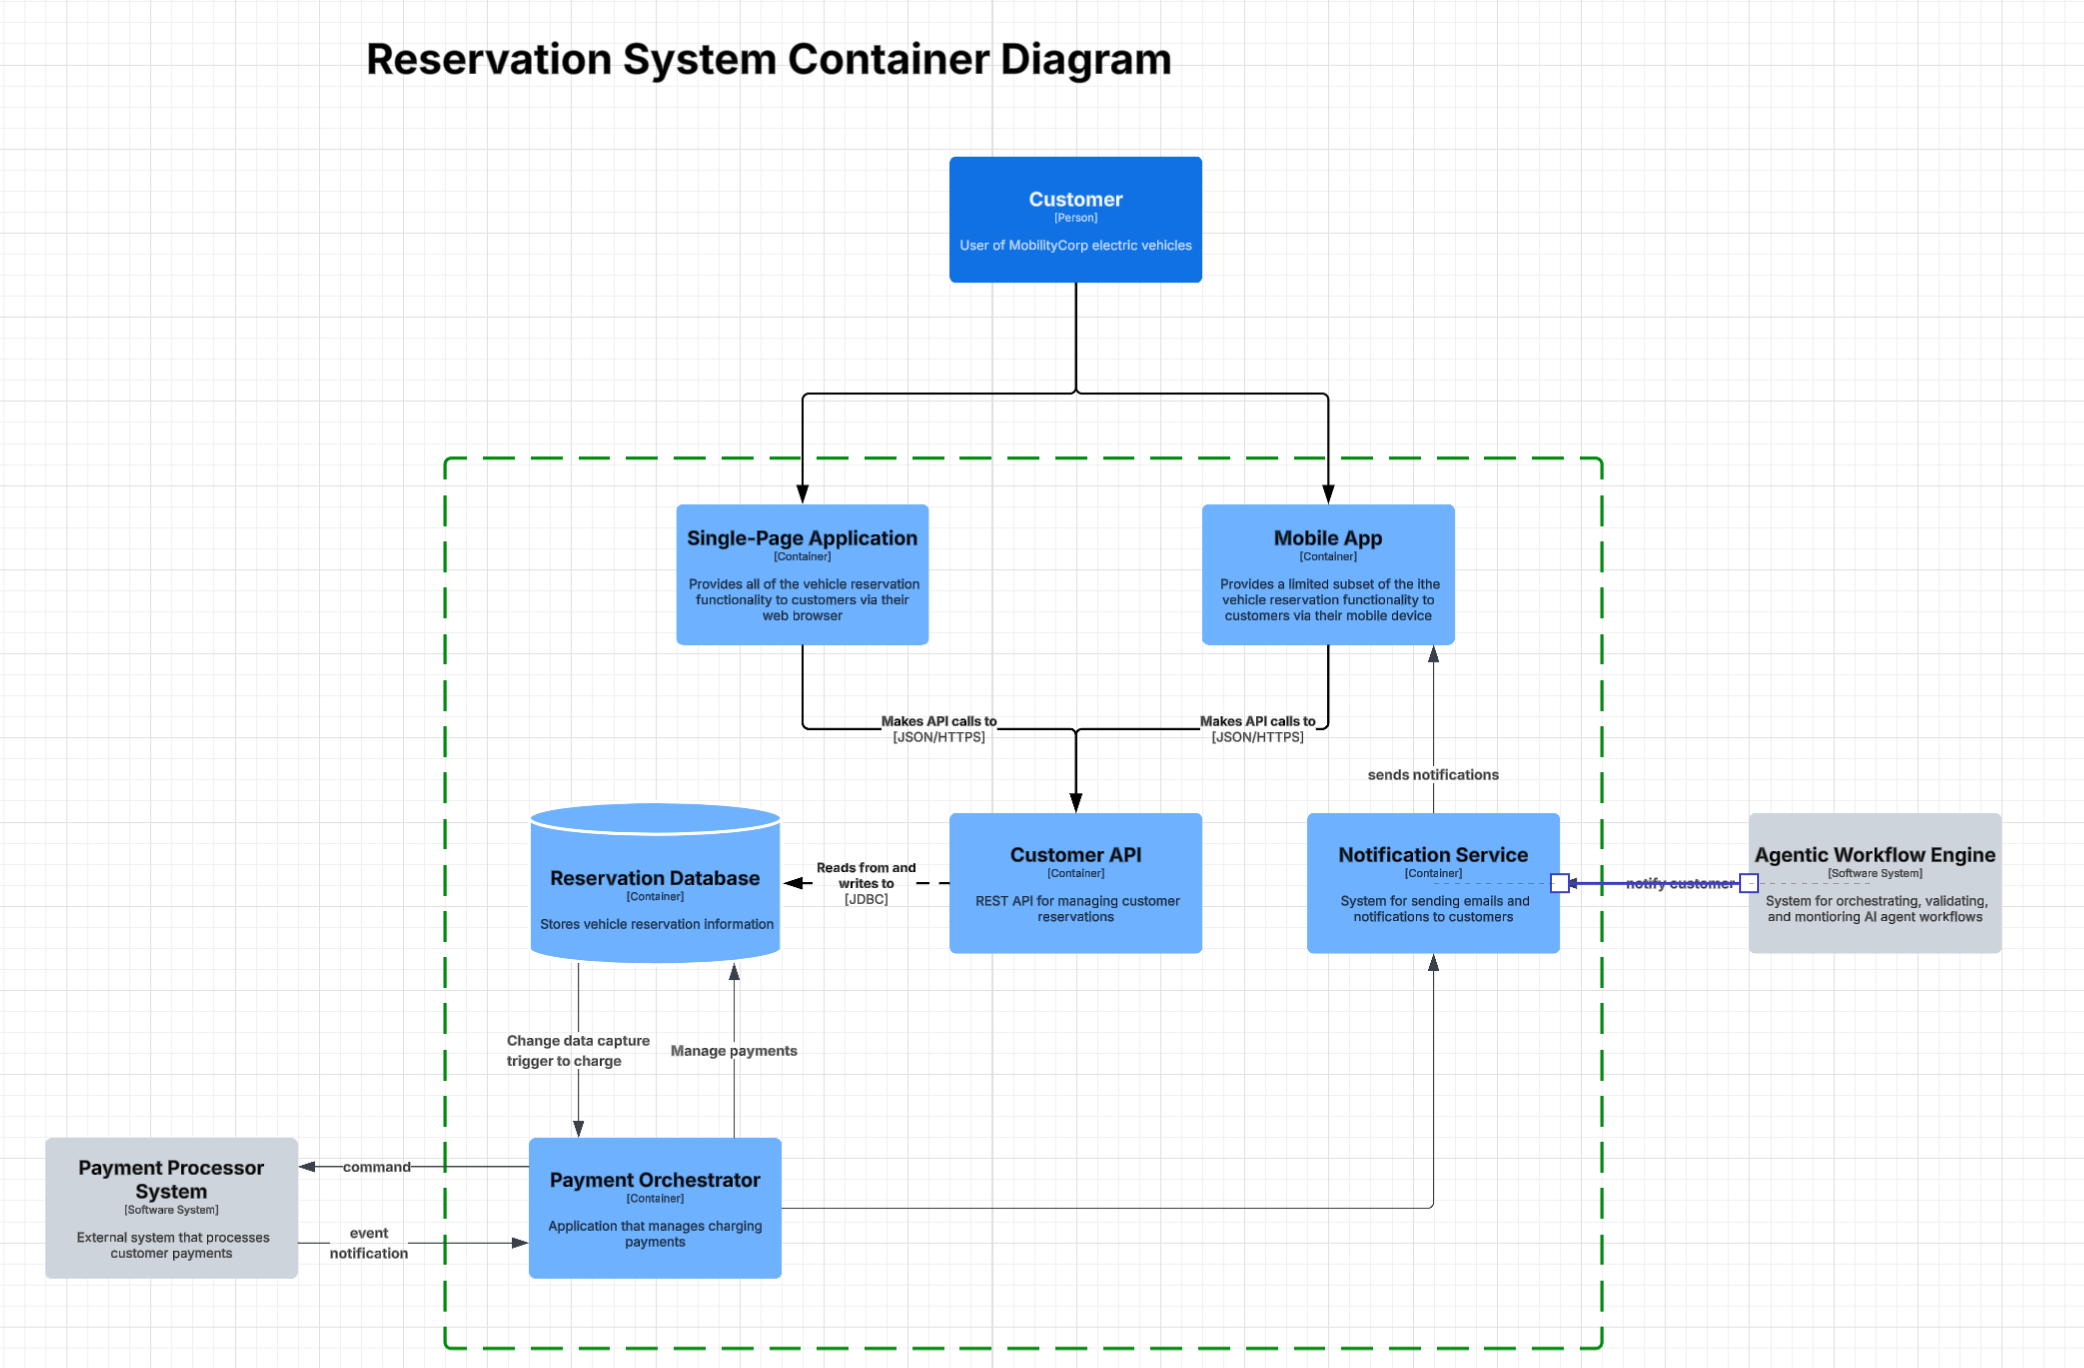 Reservation System Container Diagram
Customer
[Person]
User of MobilityCorp electric vehicles
Single-Page Application
[Container]
Provides all of the vehicle reservation
functionality to customers via their
web browser
Mobile App
[Container]
Provides a limited subset of the ithe
vehicle reservation functionality to
customers via their mobile device
Makes API calls to
[JSON/HTTPS]
Makes API calls to
[JSON/HTTPS]
sends notifications
Reservation Database
[Container]
Stores vehicle reservation information
Reads from and
writes to
[JDBC]
Customer API
[Container]
REST API for managing customer
reservations
Notification Service
[Container]
System for sending emails and
notifications to customers
notify customer
Agentic Workflow Engine
[Software System]
System for orchestrating, validating,
and montioring AI agent workflows
Change data capture
trigger to charge
Manage payments
Payment Processor
System
[Software System]
External system that processes
customer payments
command
event
notification
Payment Orchestrator
[Container]
Application that manages charging
payments